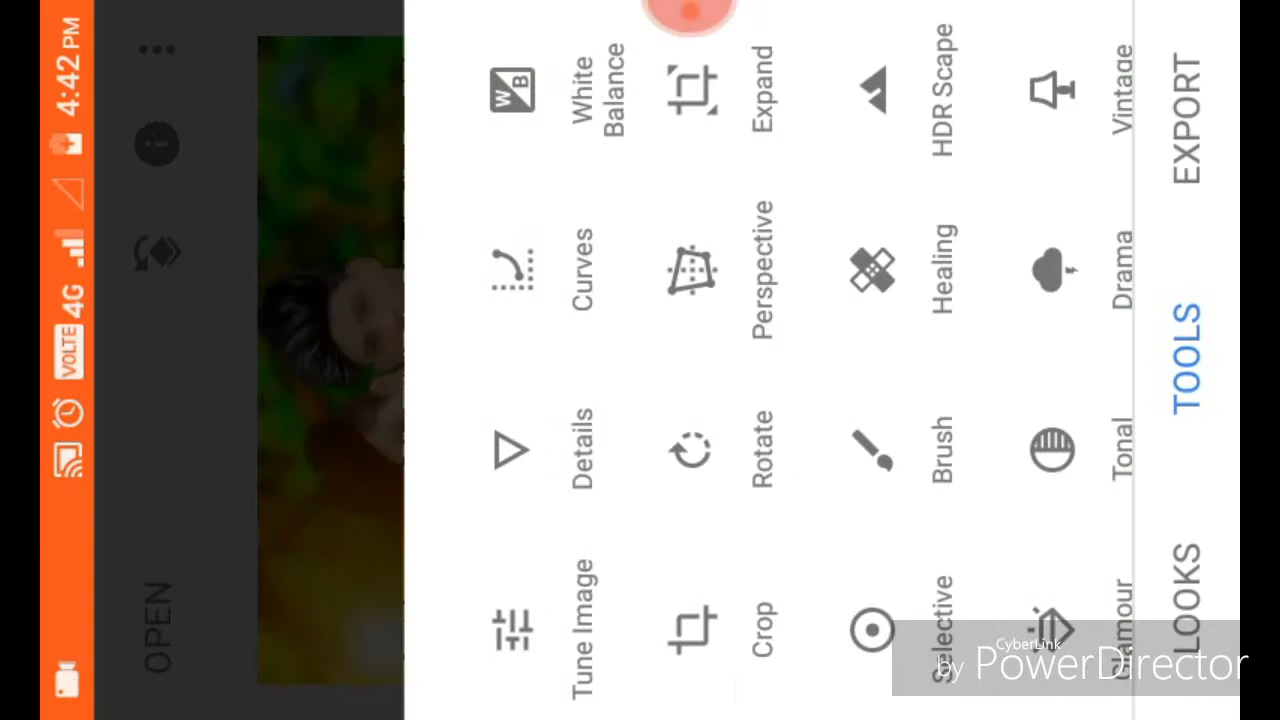 4G 4:42 PM
VOLTE
OPEN
Tune Image
Details
Curves
White
Balance
Crop
Rotate
Perspective
Expand
Selective
Brush
Healing
HDR Scape
Glamour
Tonal
Drama
Vintage
LOOKS
TOOLS
EXPORT
CyberLink
by PowerDirector